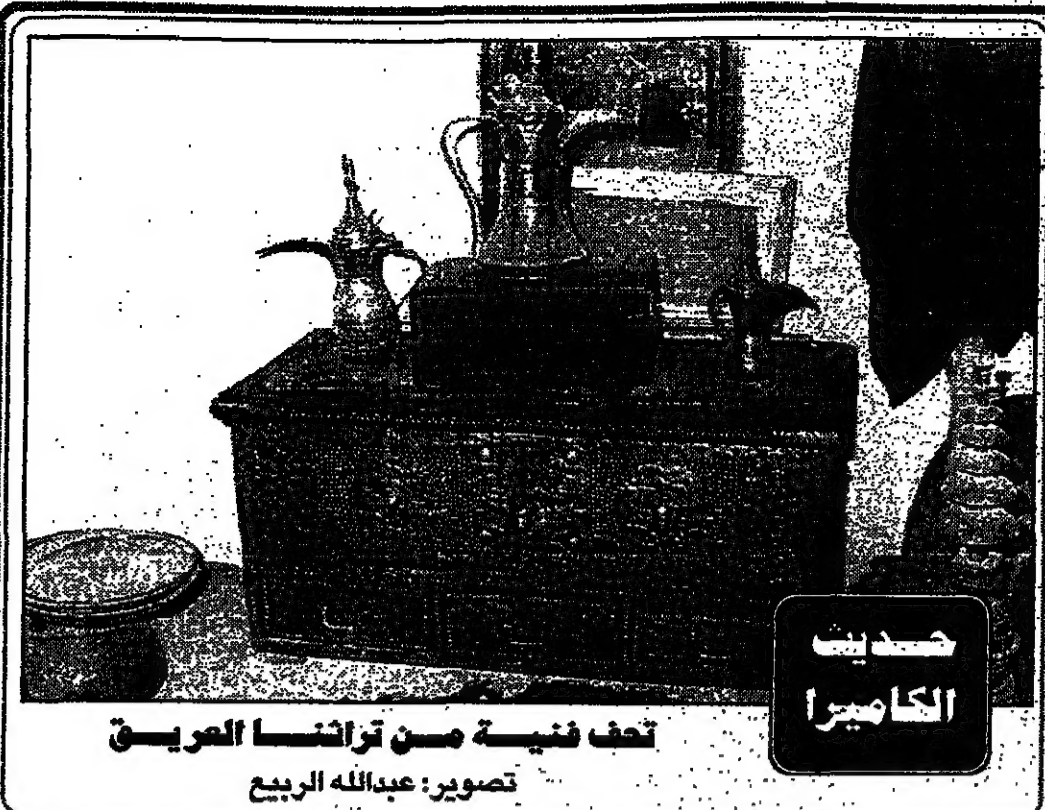 حديث
الكاميرا
تحف فنية من تراثنا العريق
تصوير: عبدالله الربيع